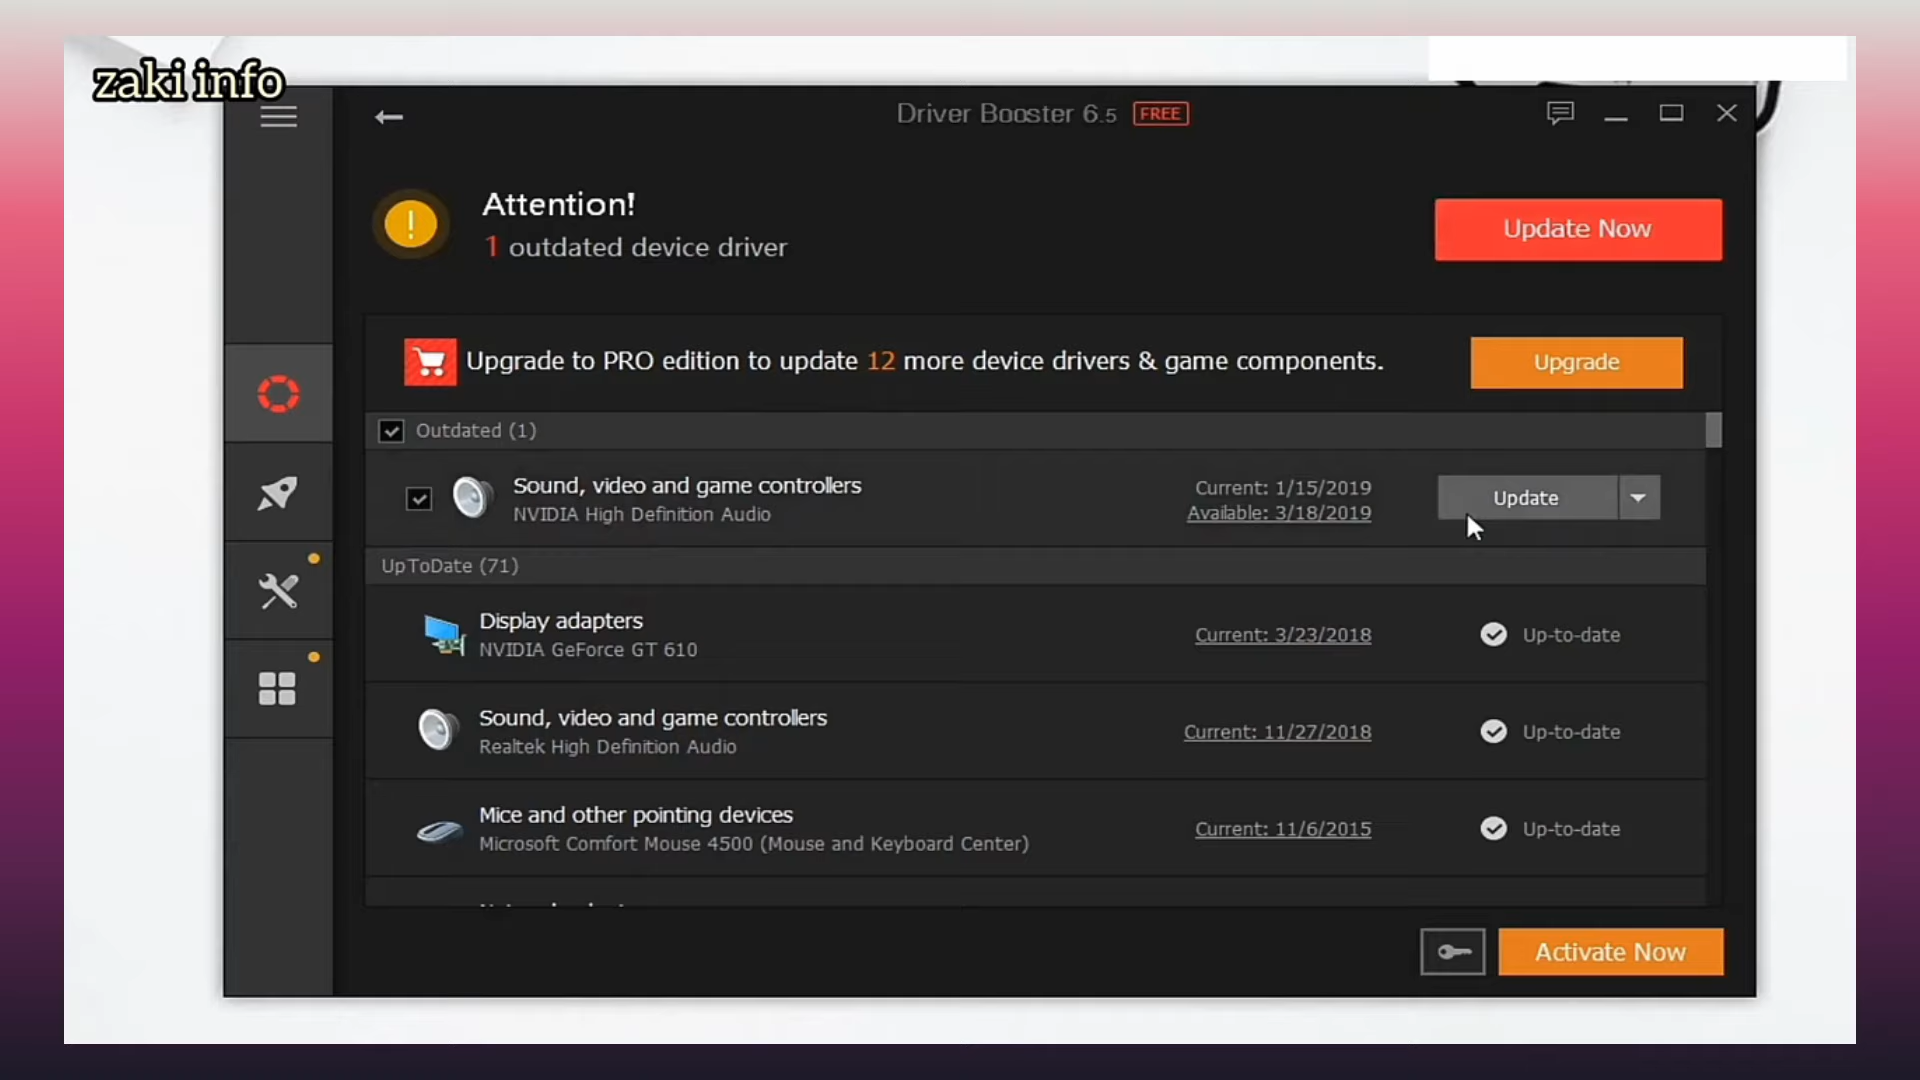 zaki info
Driver Booster 6.5 FREE
Attention!
1 outdated device driver
Update Now
Upgrade to PRO edition to update 12 more device drivers & game components.
Upgrade
Outdated (1)
Sound, video and game controllers
NVIDIA High Definition Audio
Current: 1/15/2019
Available: 3/18/2019
Update
UpToDate (71)
Display adapters
NVIDIA GeForce GT 610
Current: 3/23/2018
Up-to-date
Sound, video and game controllers
Realtek High Definition Audio
Current: 11/27/2018
Up-to-date
Mice and other pointing devices
Microsoft Comfort Mouse 4500 (Mouse and Keyboard Center)
Current: 11/6/2015
Up-to-date
Activate Now